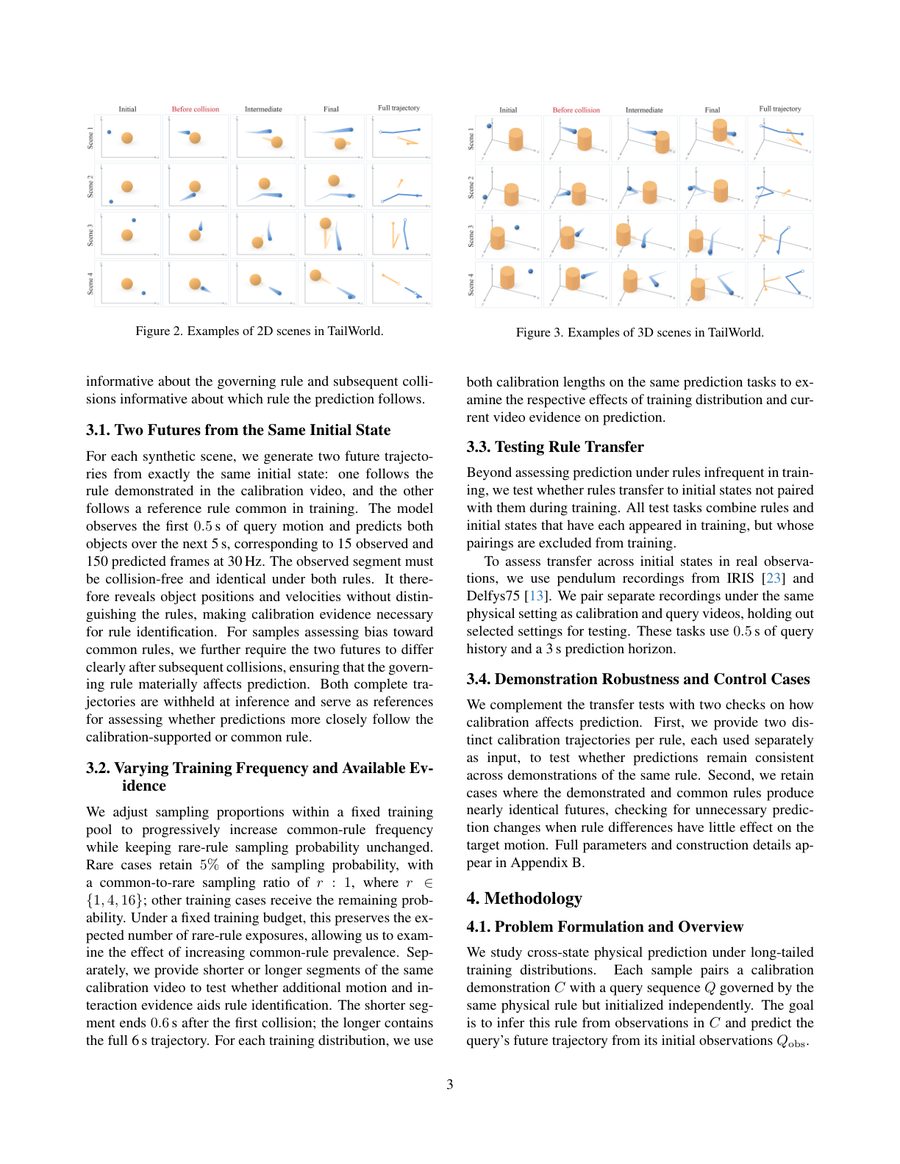 Initial Before collision Intermediate Final Full trajectory
Scene 1
Scene 2
Scene 3
Scene 4
Figure 2. Examples of 2D scenes in TailWorld.
Initial Before collision Intermediate Final Full trajectory
Scene 1
Scene 2
Scene 3
Scene 4
Figure 3. Examples of 3D scenes in TailWorld.
informative about the governing rule and subsequent colli-
sions informative about which rule the prediction follows.
3.1. Two Futures from the Same Initial State
For each synthetic scene, we generate two future trajecto-
ries from exactly the same initial state: one follows the
rule demonstrated in the calibration video, and the other
follows a reference rule common in training. The model
observes the first 0.5 s of query motion and predicts both
objects over the next 5 s, corresponding to 15 observed and
150 predicted frames at 30 Hz. The observed segment must
be collision-free and identical under both rules. It there-
fore reveals object positions and velocities without distin-
guishing the rules, making calibration evidence necessary
for rule identification. For samples assessing bias toward
common rules, we further require the two futures to differ
clearly after subsequent collisions, ensuring that the govern-
ing rule materially affects prediction. Both complete tra-
jectories are withheld at inference and serve as references
for assessing whether predictions more closely follow the
calibration-supported or common rule.
3.2. Varying Training Frequency and Available Ev-
idence
We adjust sampling proportions within a fixed training
pool to progressively increase common-rule frequency
while keeping rare-rule sampling probability unchanged.
Rare cases retain 5% of the sampling probability, with
a common-to-rare sampling ratio of r : 1, where r ∈
{1, 4, 16}; other training cases receive the remaining prob-
ability. Under a fixed training budget, this preserves the ex-
pected number of rare-rule exposures, allowing us to exam-
ine the effect of increasing common-rule prevalence. Sep-
arately, we provide shorter or longer segments of the same
calibration video to test whether additional motion and in-
teraction evidence aids rule identification. The shorter seg-
ment ends 0.6 s after the first collision; the longer contains
the full 6 s trajectory. For each training distribution, we use
both calibration lengths on the same prediction tasks to ex-
amine the respective effects of training distribution and cur-
rent video evidence on prediction.
3.3. Testing Rule Transfer
Beyond assessing prediction under rules infrequent in train-
ing, we test whether rules transfer to initial states not paired
with them during training. All test tasks combine rules and
initial states that have each appeared in training, but whose
pairings are excluded from training.
To assess transfer across initial states in real observa-
tions, we use pendulum recordings from IRIS [23] and
Delfys75 [13]. We pair separate recordings under the same
physical setting as calibration and query videos, holding out
selected settings for testing. These tasks use 0.5 s of query
history and a 3 s prediction horizon.
3.4. Demonstration Robustness and Control Cases
We complement the transfer tests with two checks on how
calibration affects prediction. First, we provide two dis-
tinct calibration trajectories per rule, each used separately
as input, to test whether predictions remain consistent
across demonstrations of the same rule. Second, we retain
cases where the demonstrated and common rules produce
nearly identical futures, checking for unnecessary predic-
tion changes when rule differences have little effect on the
target motion. Full parameters and construction details ap-
pear in Appendix B.
4. Methodology
4.1. Problem Formulation and Overview
We study cross-state physical prediction under long-tailed
training distributions. Each sample pairs a calibration
demonstration C with a query sequence Q governed by the
same physical rule but initialized independently. The goal
is to infer this rule from observations in C and predict the
query's future trajectory from its initial observations Qobs.
3